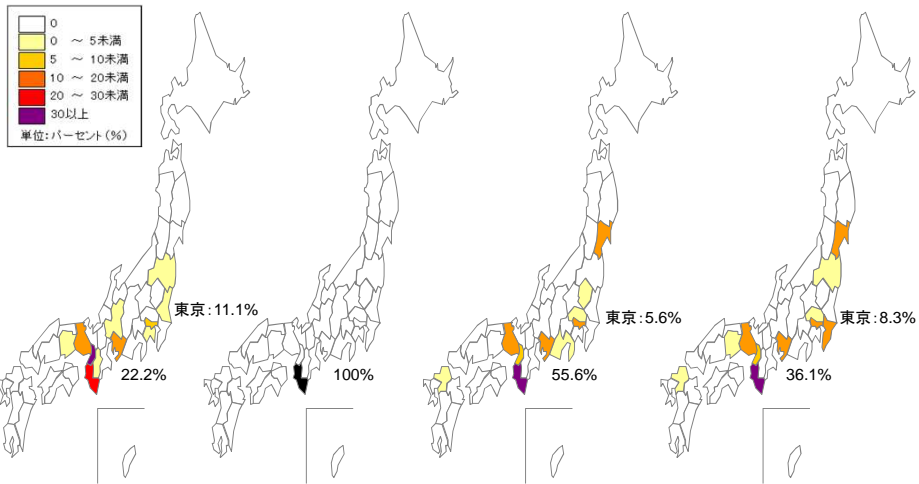 0
0 ~ 5未満
5 ~ 10未満
10 ~ 20未満
20 ~ 30未満
30以上
単位:パーセント(%)
東京:11.1%
22.2%
100%
東京:5.6%
55.6%
東京:8.3%
36.1%